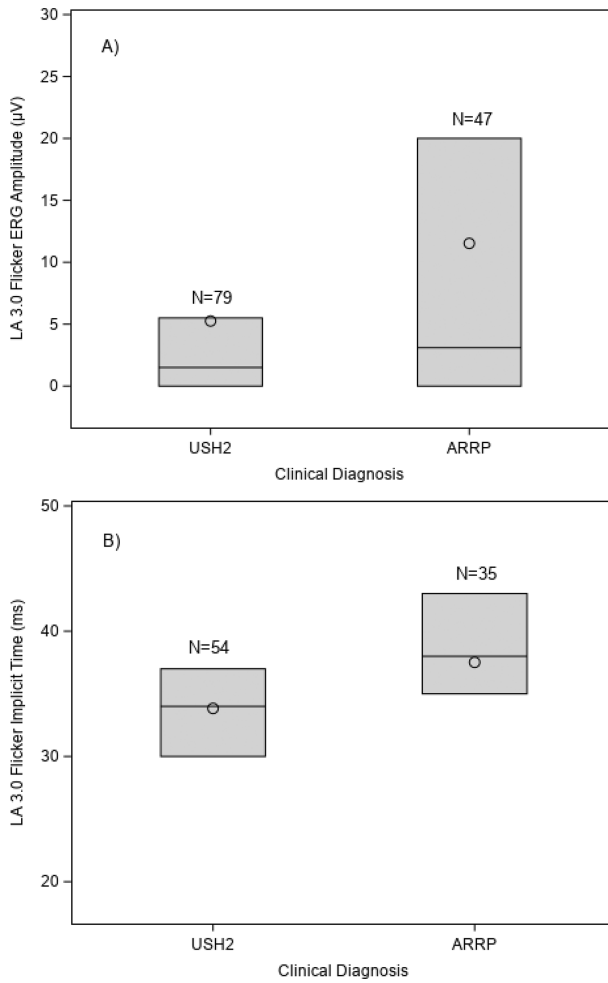 A)
LA 3.0 Flicker ERG Amplitude (μV)
30
25
20
15
10
5
0
N=79
N=47
USH2
ARRP
Clinical Diagnosis
B)
LA 3.0 Flicker Implicit Time (ms)
50
40
30
20
N=54
N=35
USH2
ARRP
Clinical Diagnosis